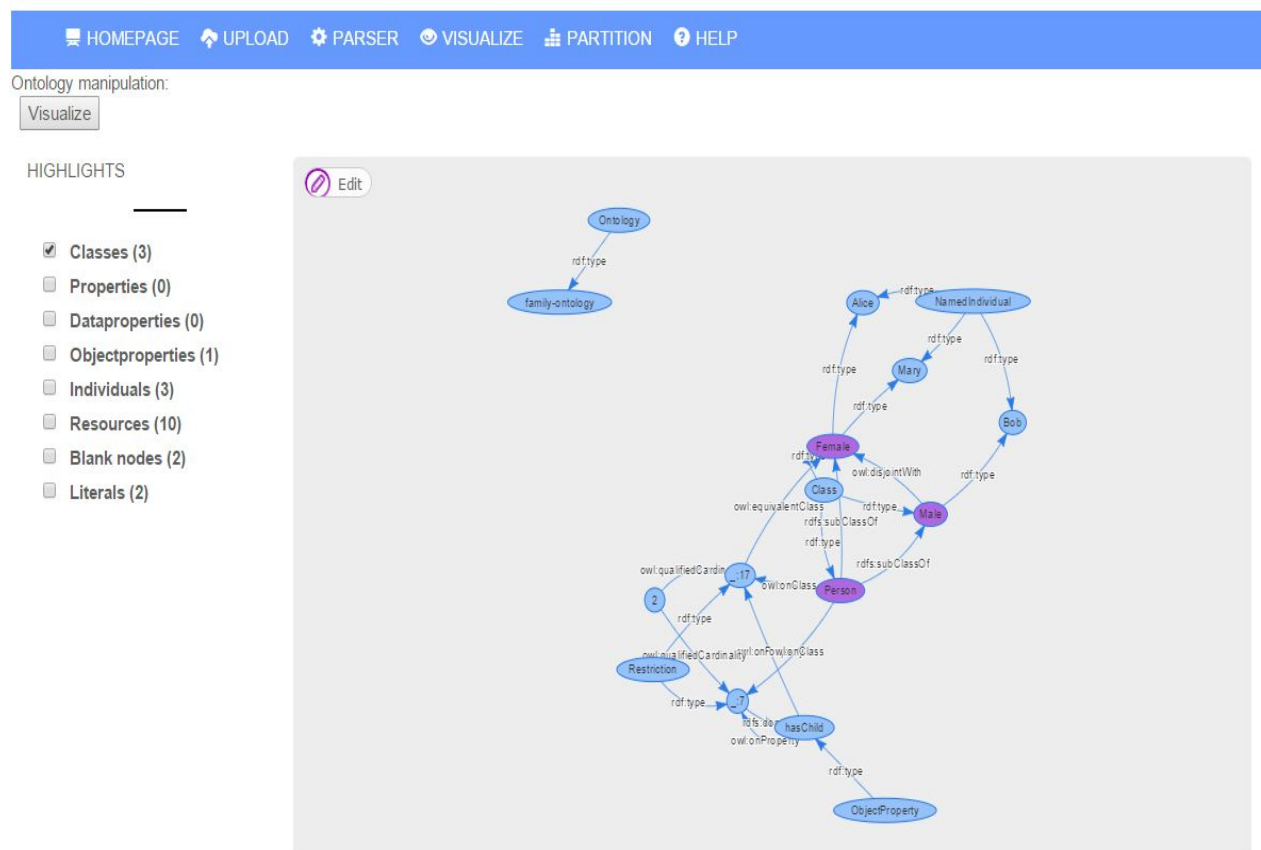 HOMEPAGE UPLOAD PARSER VISUALIZE PARTITION HELP
Ontology manipulation:
Visualize
HIGHLIGHTS
Edit
Classes (3)
Properties (0)
Dataproperties (0)
Objectproperties (1)
Individuals (3)
Resources (10)
Blank nodes (2)
Literals (2)
Ontology
rdf:type
family-ontology
Alice
rdf:type
NamedIndividual
rdf:type
rdf:type
rdf:type
Mary
rdf:type
Bob
Female
rdf:type
owl:disjointWith
rdf:type
Class
owl:equivalentClass
rdf:type
Male
rdfs:subClassOf
rdf:type
rdfs:subClassOf
owl:qualifiedCardin
_:17
owl:onClass
Person
2
rdf:type
owl:qualifiedCardinality
Restriction
rdf:type
_:7
hasChild
owl:onProperty
rdf:type
ObjectProperty